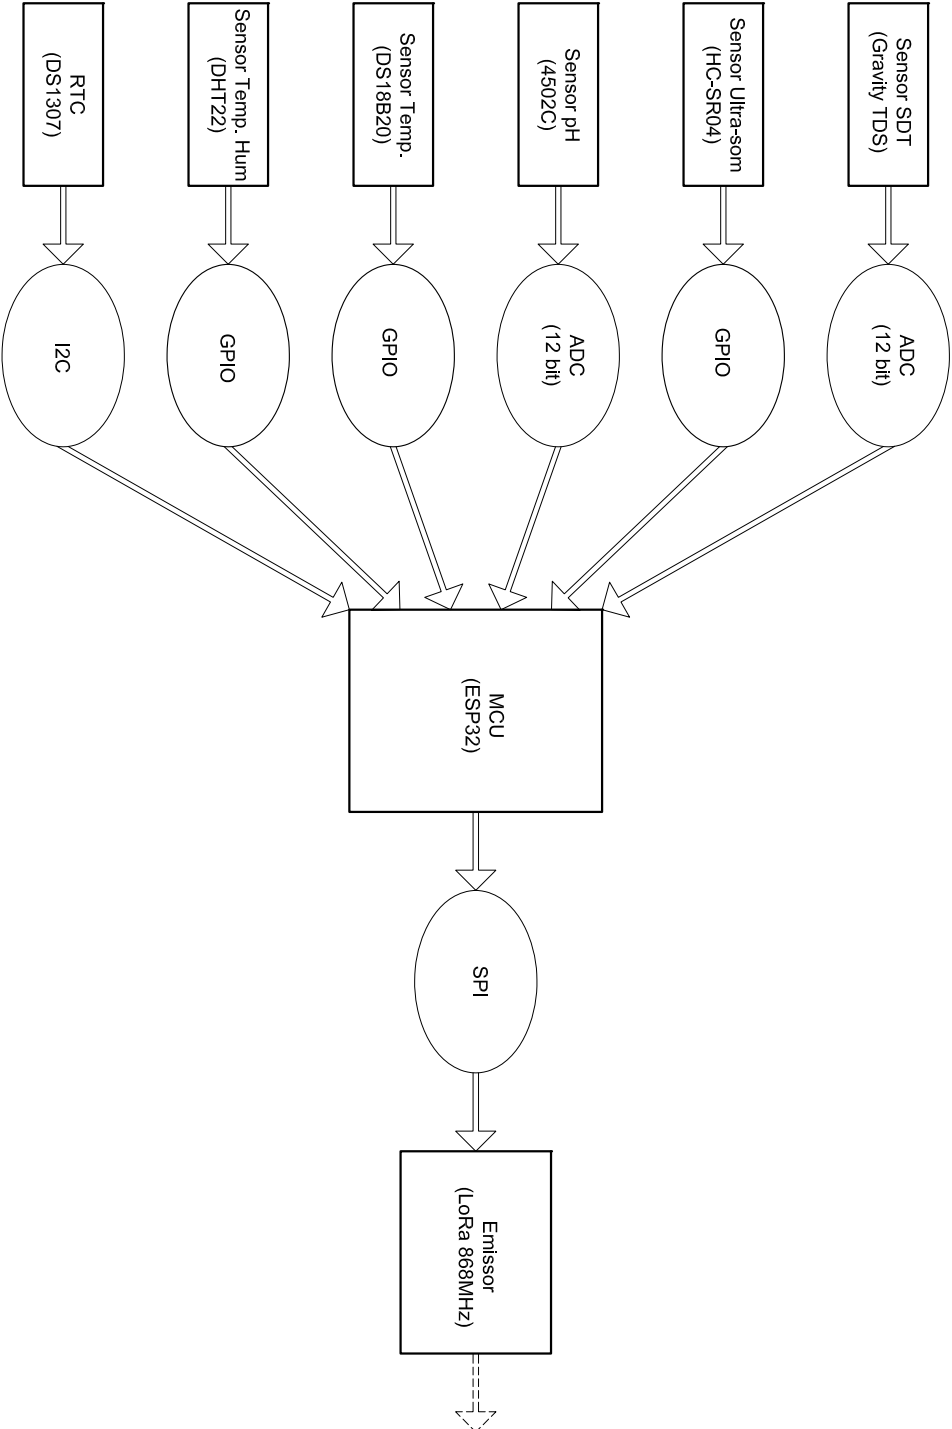 Sensor SDT
(Gravity TDS)
Sensor Ultra-som
(HC-SR04)
Sensor pH
(4502C)
Sensor Temp.
(DS18B20)
Sensor Temp. Hum
(DHT22)
RTC
(DS1307)
ADC
(12 bit)
GPIO
ADC
(12 bit)
GPIO
GPIO
I2C
MCU
(ESP32)
SPI
Emissor
(LoRa 868MHz)